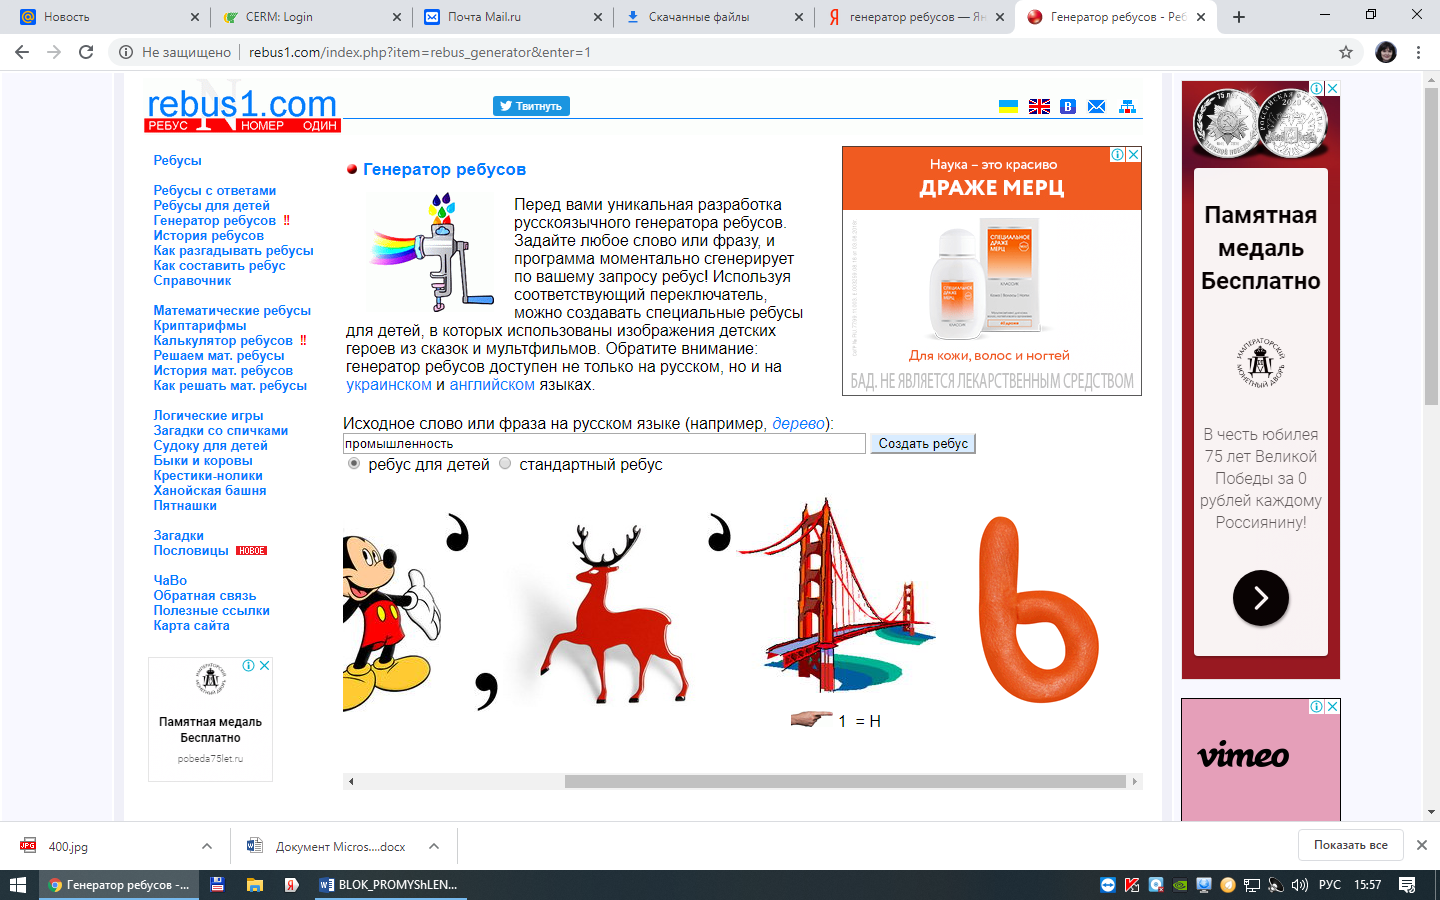 Новость
CERM: Login
Почта Mail.ru
Скачанные файлы
генератор ребусов — Ян
Генератор ребусов - Реб
Не защищено
rebus1.com/index.php?item=rebus_generator&enter=1
rebus1.com
РЕБУС N НОМЕР ОДИН
Твитнуть
Ребусы
Ребусы с ответами
Ребусы для детей
Генератор ребусов !!
История ребусов
Как разгадывать ребусы
Как составить ребус
Справочник
Математические ребусы
Криптарифмы
Калькулятор ребусов !!
Решаем мат. ребусы
История мат. ребусов
Как решать мат. ребусы
Логические игры
Загадки со спичками
Судоку для детей
Быки и коровы
Крестики-нолики
Ханойская башня
Пятнашки
Загадки
Пословицы НОВОЕ
ЧаВо
Обратная связь
Полезные ссылки
Карта сайта
Памятная медаль
Бесплатно
pobeda75let.ru
Генератор ребусов
Перед вами уникальная разработка
русскоязычного генератора ребусов.
Задайте любое слово или фразу, и
программа моментально сгенерирует
по вашему запросу ребус! Используя
соответствующий переключатель,
можно создавать специальные ребусы
для детей, в которых использованы изображения детских
героев из сказок и мультфильмов. Обратите внимание:
генератор ребусов доступен не только на русском, но и на
украинском и английском языках.
Наука – это красиво
ДРАЖЕ МЕРЦ
СПЕЦИАЛЬНОЕ
ДРАЖЕ
МЕРЦ
Для кожи, волос и ногтей
БАД. НЕ ЯВЛЯЕТСЯ ЛЕКАРСТВЕННЫМ СРЕДСТВОМ
Исходное слово или фраза на русском языке (например, дерево):
промышленность
Создать ребус
ребус для детей
стандартный ребус
, , ,
ь
1 = Н
Памятная
медаль
Бесплатно
ИМПЕРАТОРСКИЙ
МОНЕТНЫЙ ДВОРЪ
В честь юбилея
75 лет Великой
Победы за 0
рублей каждому
Россиянину!
vimeo
400.jpg
Документ Micros....docx
Показать все
Генератор ребусов -...
BLOK_PROMYShLEN...
РУС
15:57